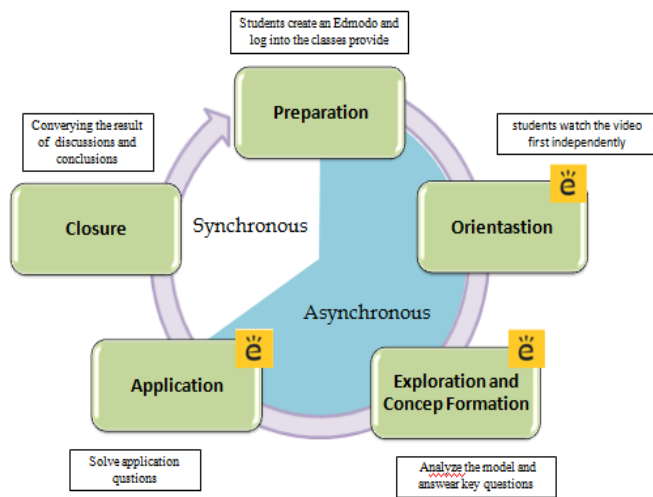 Students create an Edmodo and
log into the classes provide
Preparation
Converying the result
of discussions and
conclusions
students watch the video
first independently
ë
Closure
Synchronous
Orientastion
Asynchronous
ë
ë
Application
Exploration and
Concep Formation
Solve application
qustions
Analyze the model and
answear key questions